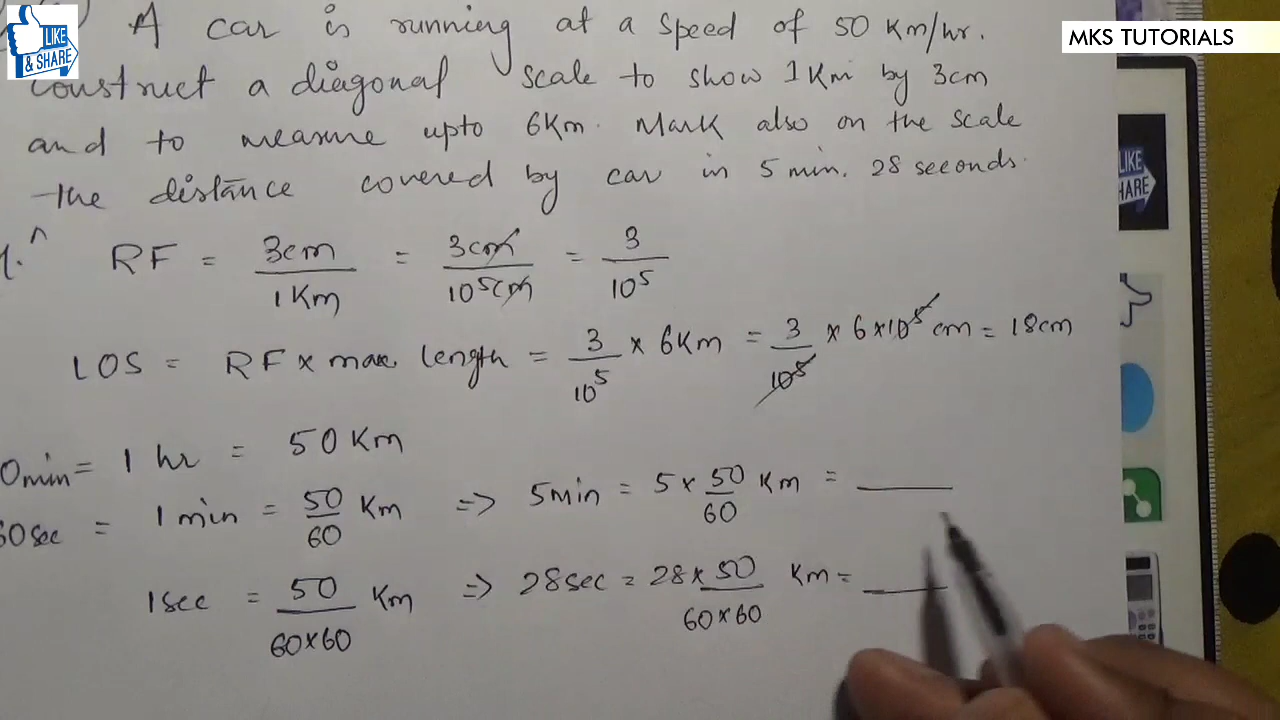 LIKE & SHARE
MKS TUTORIALS
A car is running at a speed of 50 Km/hr.
construct a diagonal scale to show 1Km by 3cm
and to measure upto 6Km. Mark also on the scale
the distance covered by car in 5 min. 28 seconds.
RF = 3cm/1Km = 3cm/10⁵cm = 3/10⁵
LOS = RF x max. length = 3/10⁵ x 6Km = 3/10⁵ x 6x10⁵ cm = 18cm
0min = 1 hr = 50 Km
60sec = 1 min = 50/60 Km => 5min = 5 x 50/60 Km =
1sec = 50/60x60 Km => 28sec = 28 x 50/60x60 Km =
LIKE
HARE